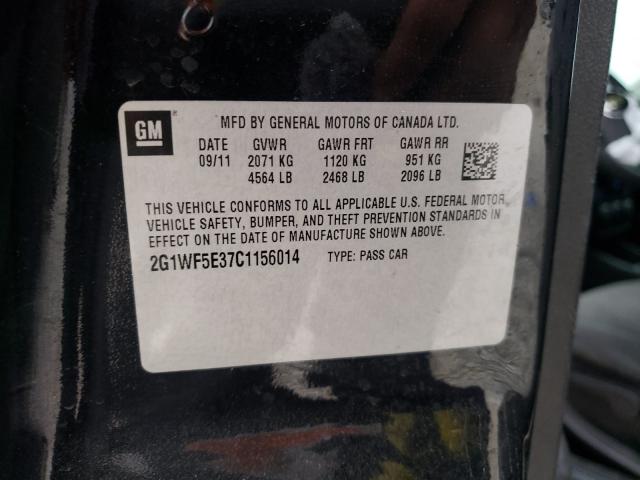 GM
MFD BY GENERAL MOTORS OF CANADA LTD.
DATE GVWR GAWR FRT GAWR RR
09/11 2071 KG 1120 KG 951 KG
4564 LB 2468 LB 2096 LB
THIS VEHICLE CONFORMS TO ALL APPLICABLE U.S. FEDERAL MOTOR
VEHICLE SAFETY, BUMPER, AND THEFT PREVENTION STANDARDS IN
EFFECT ON THE DATE OF MANUFACTURE SHOWN ABOVE.
2G1WF5E37C1156014 TYPE: PASS CAR